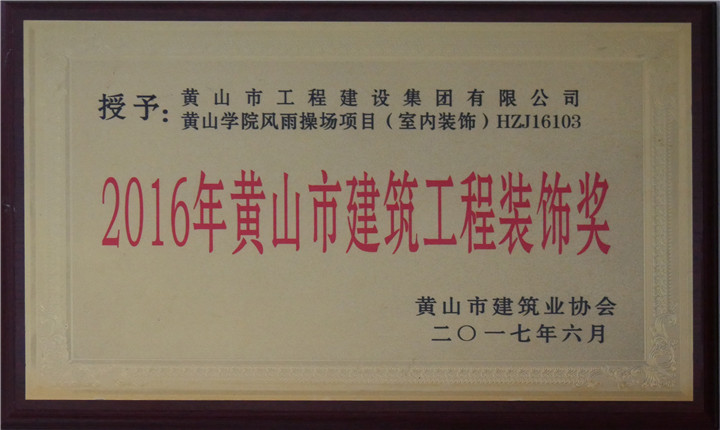 授予:
黄山市工程建设集团有限公司
黄山学院风雨操场项目(室内装饰)HZJ16103
2016年黄山市建筑工程装饰奖
黄山市建筑业协会
二〇一七年六月